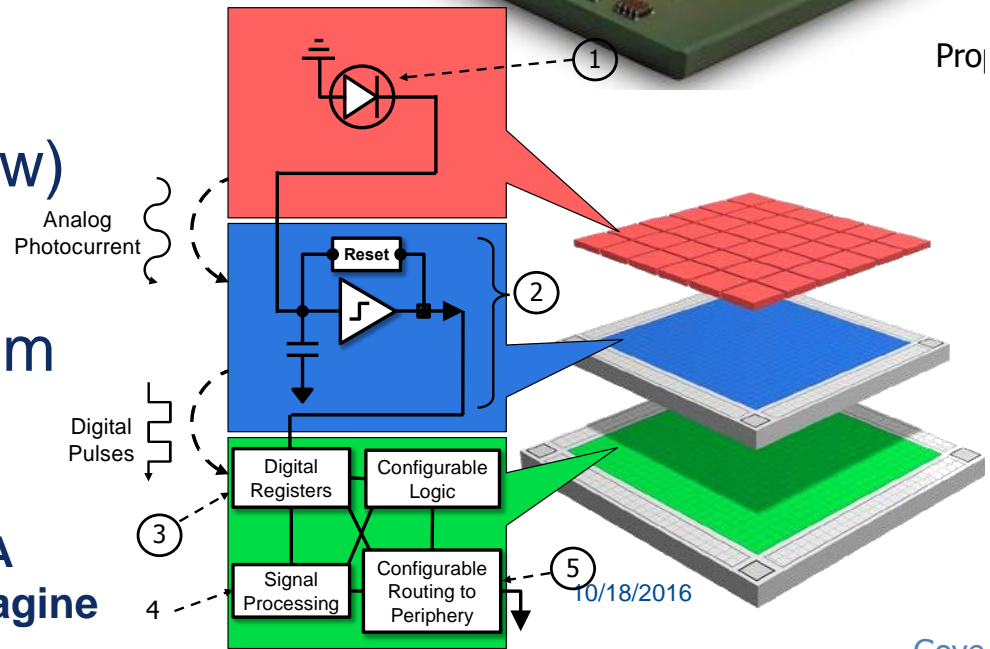 Prop
1
w)
Analog
Photocurrent
Reset
2
m
Digital
Pulses
Digital
Registers
Configurable
Logic
3
A
agine
4
Signal
Processing
Configurable
Routing to
Periphery
5
10/18/2016
Gove